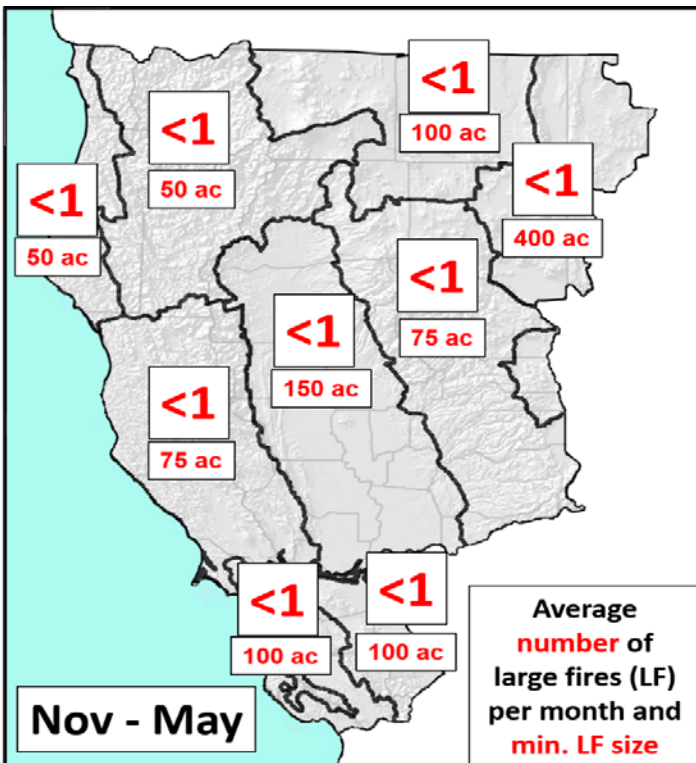 <1
100 ac
<1
50 ac
<1
50 ac
<1
400 ac
<1
75 ac
<1
150 ac
<1
75 ac
<1
100 ac
<1
100 ac
Nov - May
Average
number of
large fires (LF)
per month and
min. LF size